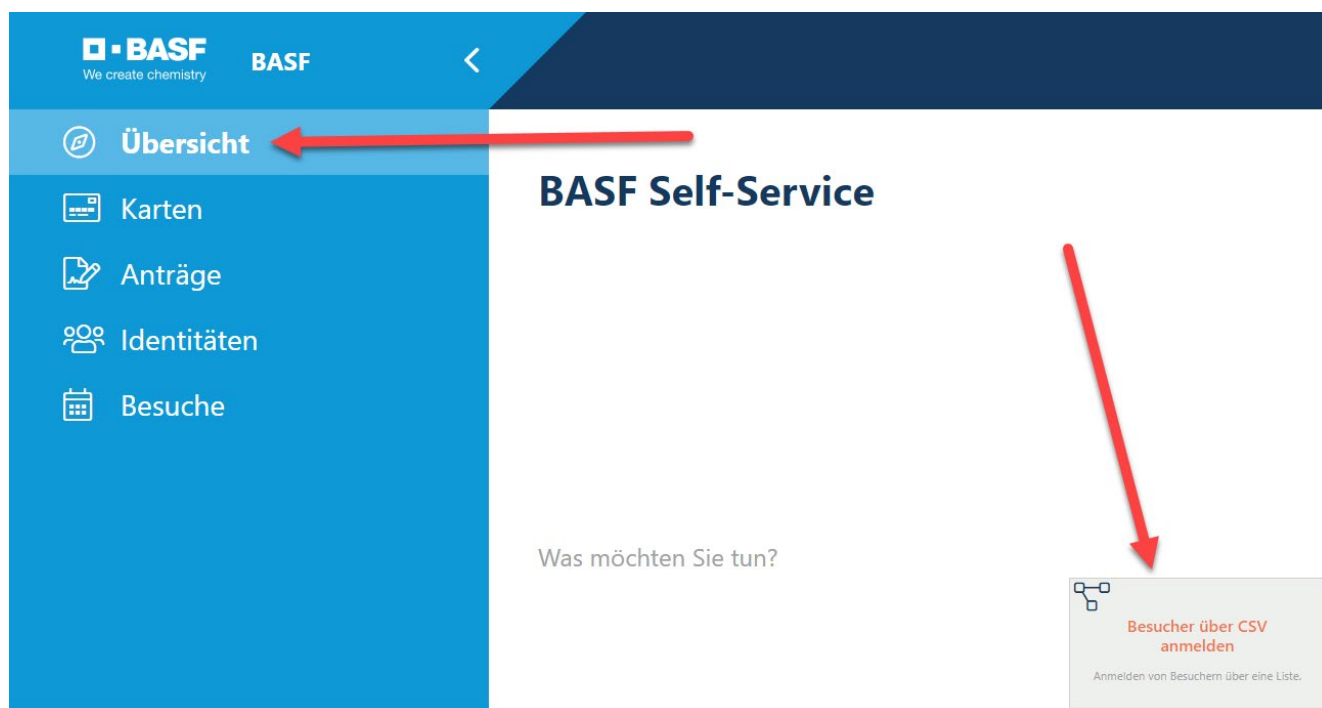 BASF
We create chemistry
BASF
Übersicht
Karten
Anträge
Identitäten
Besuche
BASF Self-Service
Was möchten Sie tun?
Besucher über CSV
anmelden
Anmelden von Besuchern über eine Liste.